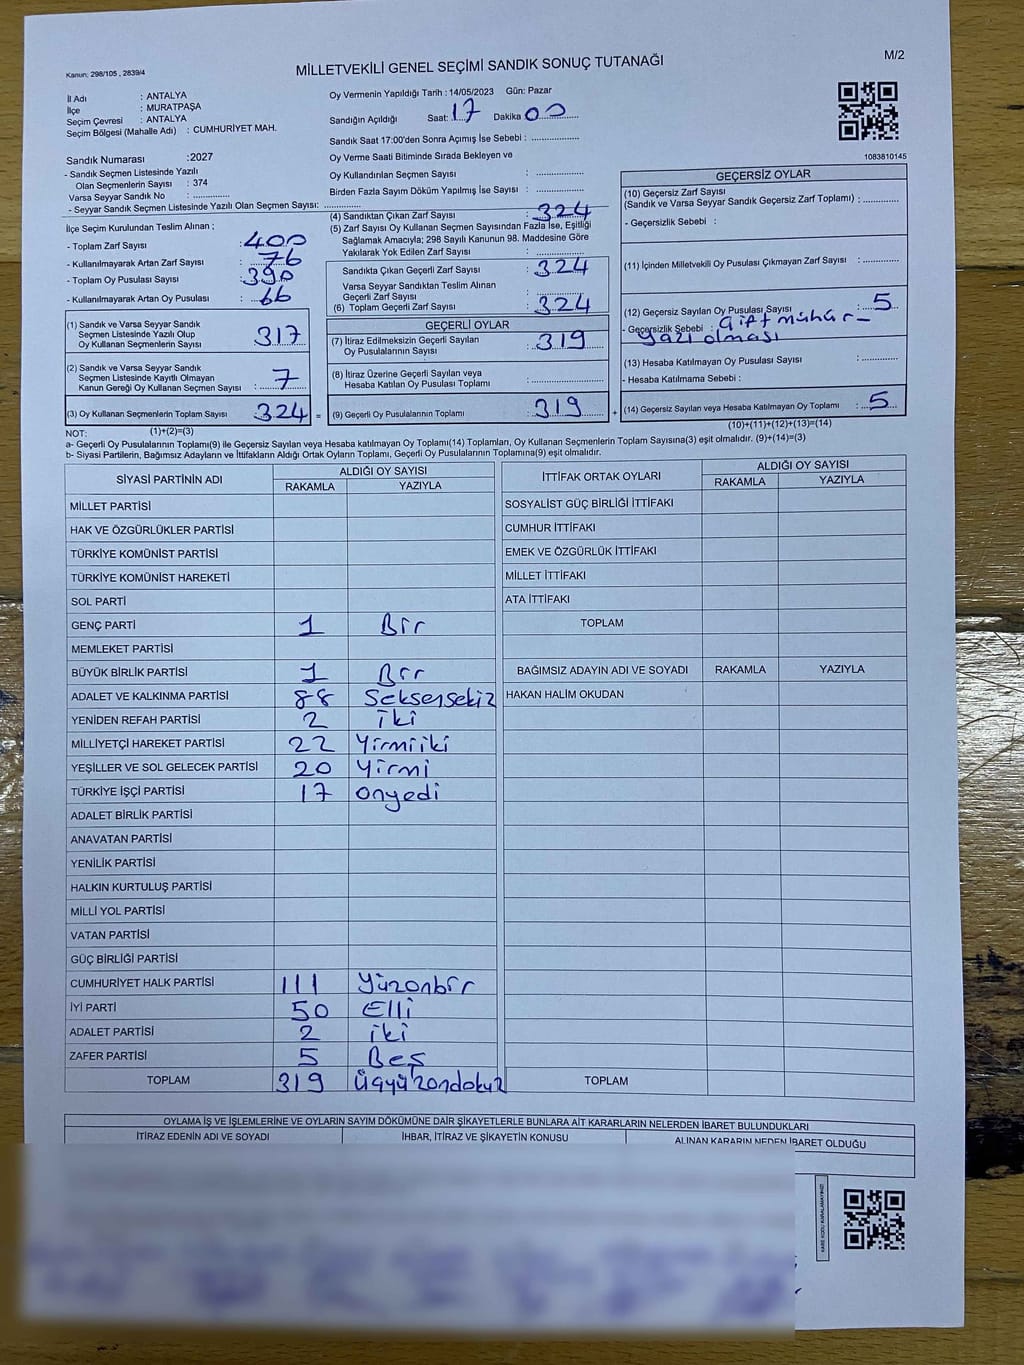 M/2
Kanun: 298/105 , 2839/4
MİLLETVEKİLİ GENEL SEÇİMİ SANDIK SONUÇ TUTANAĞI
İl Adı : ANTALYA
İlçe : MURATPAŞA
Seçim Çevresi : ANTALYA
Seçim Bölgesi (Mahalle Adı) : CUMHURİYET MAH.
Sandık Numarası :2027
- Sandık Seçmen Listesinde Yazılı
Olan Seçmenlerin Sayısı : 374
Varsa Seyyar Sandık No : ..............
- Seyyar Sandık Seçmen Listesinde Yazılı Olan Seçmen Sayısı: ..............
Oy Vermenin Yapıldığı Tarih : 14/05/2023 Gün: Pazar
Sandığın Açıldığı Saat: 17 Dakika 00
Sandık Saat 17:00'den Sonra Açımış İse Sebebi : ..............
Oy Verme Saati Bitiminde Sırada Bekleyen ve
Oy Kullandırılan Seçmen Sayısı : ..............
Birden Fazla Sayım Döküm Yapılmış İse Sayısı : ..............
1083810145
İlçe Seçim Kurulundan Teslim Alınan ;
- Toplam Zarf Sayısı : 400
- Kullanılmayarak Artan Zarf Sayısı : 76
- Toplam Oy Pusulası Sayısı : 390
- Kullanılmayarak Artan Oy Pusulası : 66
(1) Sandık ve Varsa Seyyar Sandık
Seçmen Listesinde Yazılı Olup
Oy Kullanan Seçmenlerin Sayısı : 317
(2) Sandık ve Varsa Seyyar Sandık
Seçmen Listesinde Kayıtlı Olmayan
Kanun Gereği Oy Kullanan Seçmen Sayısı : 7
(3) Oy Kullanan Seçmenlerin Toplam Sayısı : 324 =
(1)+(2)=(3)
(4) Sandıktan Çıkan Zarf Sayısı : 324
(5) Zarf Sayısı Oy Kullanan Seçmen Sayısından Fazla İse, Eşitliği
Sağlamak Amacıyla; 298 Sayılı Kanunun 98. Maddesine Göre
Yakılarak Yok Edilen Zarf Sayısı : ..............
Sandıkta Çıkan Geçerli Zarf Sayısı : 324
Varsa Seyyar Sandıktan Teslim Alınan
Geçerli Zarf Sayısı : ..............
(6) Toplam Geçerli Zarf Sayısı : 324
GEÇERLİ OYLAR
(7) İtiraz Edilmeksizin Geçerli Sayılan
Oy Pusulalarının Sayısı : 319
(8) İtiraz Üzerine Geçerli Sayılan veya
Hesaba Katılan Oy Pusulası Toplamı : ..............
(9) Geçerli Oy Pusulalarının Toplamı : 319 +
GEÇERSİZ OYLAR
(10) Geçersiz Zarf Sayısı
(Sandık ve Varsa Seyyar Sandık Geçersiz Zarf Toplamı) : ..............
- Geçersizlik Sebebi :
(11) İçinden Milletvekili Oy Pusulası Çıkmayan Zarf Sayısı : ..............
(12) Geçersiz Sayılan Oy Pusulası Sayısı : 5
- Geçersizlik Sebebi : Çift mühür -
yazı olması
(13) Hesaba Katılmayan Oy Pusulası Sayısı : ..............
- Hesaba Katılmama Sebebi :
(14) Geçersiz Sayılan veya Hesaba Katılmayan Oy Toplamı : 5
(10)+(11)+(12)+(13)=(14)
NOT:
a- Geçerli Oy Pusulalarının Toplamı(9) ile Geçersiz Sayılan veya Hesaba katılmayan Oy Toplamı(14) Toplamları, Oy Kullanan Seçmenlerin Toplam Sayısına(3) eşit olmalıdır. (9)+(14)=(3)
b- Siyasi Partilerin, Bağımsız Adayların ve İttifakların Aldığı Ortak Oyların Toplamı, Geçerli Oy Pusulalarının Toplamına(9) eşit olmalıdır.
SİYASİ PARTİNİN ADI ALDIĞI OY SAYISI
RAKAMLA YAZIYLA
MİLLET PARTİSİ
HAK VE ÖZGÜRLÜKLER PARTİSİ
TÜRKİYE KOMÜNİST PARTİSİ
TÜRKİYE KOMÜNİST HAREKETİ
SOL PARTİ
GENÇ PARTİ 1 Bir
MEMLEKET PARTİSİ
BÜYÜK BİRLİK PARTİSİ 1 Bir
ADALET VE KALKINMA PARTİSİ 88 Seksensekiz
YENİDEN REFAH PARTİSİ 2 iki
MİLLİYETÇİ HAREKET PARTİSİ 22 Yirmiiki
YEŞİLLER VE SOL GELECEK PARTİSİ 20 Yirmi
TÜRKİYE İŞÇİ PARTİSİ 17 onyedi
ADALET BİRLİK PARTİSİ
ANAVATAN PARTİSİ
YENİLİK PARTİSİ
HALKIN KURTULUŞ PARTİSİ
MİLLİ YOL PARTİSİ
VATAN PARTİSİ
GÜÇ BİRLİĞİ PARTİSİ
CUMHURİYET HALK PARTİSİ 111 Yüzonbir
İYİ PARTİ 50 Elli
ADALET PARTİSİ 2 iki
ZAFER PARTİSİ 5 Beş
TOPLAM 319 Üçyüzondokuz
İTTİFAK ORTAK OYLARI ALDIĞI OY SAYISI
RAKAMLA YAZIYLA
SOSYALİST GÜÇ BİRLİĞİ İTTİFAKI
CUMHUR İTTİFAKI
EMEK VE ÖZGÜRLÜK İTTİFAKI
MİLLET İTTİFAKI
ATA İTTİFAKI
TOPLAM
BAĞIMSIZ ADAYIN ADI VE SOYADI RAKAMLA YAZIYLA
HAKAN HALİM OKUDAN
TOPLAM
OYLAMA İŞ VE İŞLEMLERİNE VE OYLARIN SAYIM DÖKÜMÜNE DAİR ŞİKAYETLERLE BUNLARA AİT KARARLARIN NELERDEN İBARET BULUNDUKLARI
İTİRAZ EDENİN ADI VE SOYADI İHBAR, İTİRAZ VE ŞİKAYETİN KONUSU ALINAN KARARIN NEDEN İBARET OLDUĞU
KARE KODU KARALAMAYINIZ!